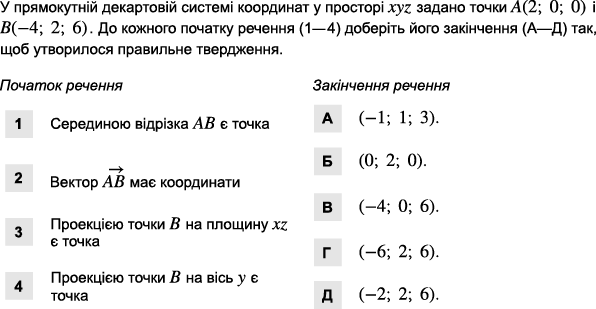 У прямокутній декартовій системі координат у просторі xyz задано точки A(2; 0; 0) і
B(−4; 2; 6). До кожного початку речення (1—4) доберіть його закінчення (А—Д) так,
щоб утворилося правильне твердження.
Початок речення
Закінчення речення
1 Серединою відрізка AB є точка
2 Вектор $\overrightarrow{AB}$ має координати
3 Проекцією точки B на площину xz
є точка
4 Проекцією точки B на вісь y є
точка
А (−1; 1; 3).
Б (0; 2; 0).
В (−4; 0; 6).
Г (−6; 2; 6).
Д (−2; 2; 6).